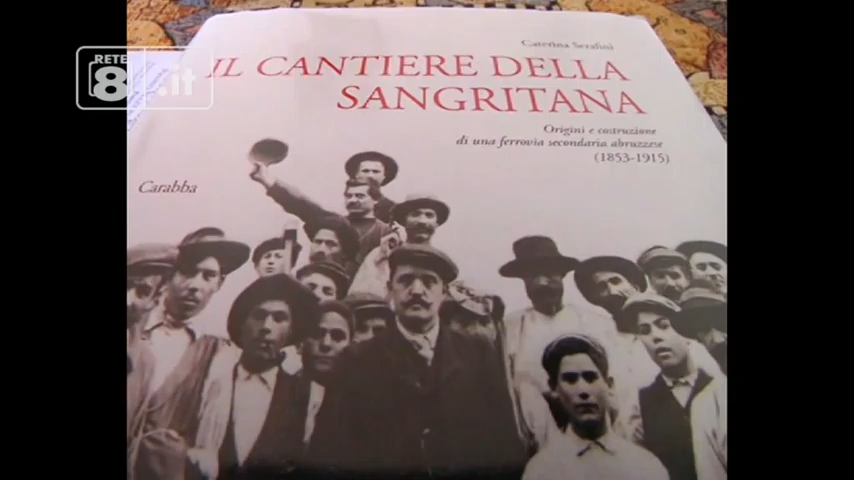 RETE
8.it
Caterina Serafini
IL CANTIERE DELLA
SANGRITANA
Origini e costruzione
di una ferrovia secondaria abruzzese
(1853-1915)
Carabba